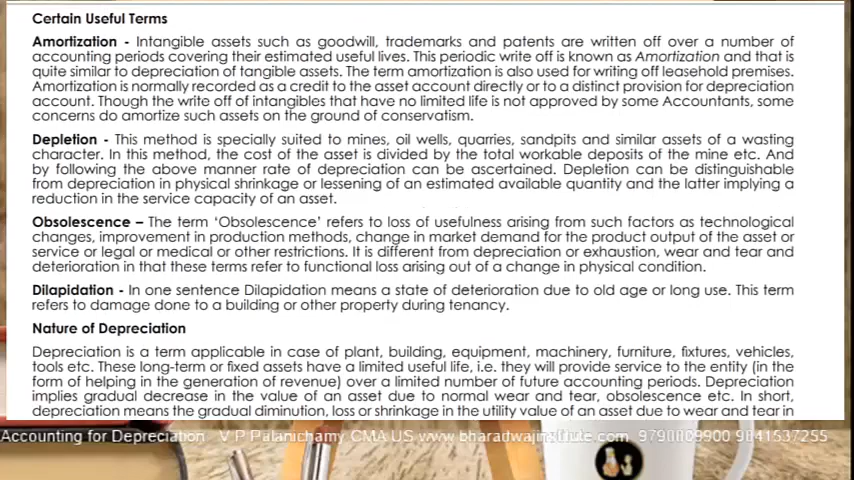 Certain Useful Terms
Amortization - Intangible assets such as goodwill, trademarks and patents are written off over a number of
accounting periods covering their estimated useful lives. This periodic write off is known as Amortization and that is
quite similar to depreciation of tangible assets. The term amortization is also used for writing off leasehold premises.
Amortization is normally recorded as a credit to the asset account directly or to a distinct provision for depreciation
account. Though the write off of intangibles that have no limited life is not approved by some Accountants, some
concerns do amortize such assets on the ground of conservatism.
Depletion - This method is specially suited to mines, oil wells, quarries, sandpits and similar assets of a wasting
character. In this method, the cost of the asset is divided by the total workable deposits of the mine etc. And
by following the above manner rate of depreciation can be ascertained. Depletion can be distinguishable
from depreciation in physical shrinkage or lessening of an estimated available quantity and the latter implying a
reduction in the service capacity of an asset.
Obsolescence – The term ‘Obsolescence’ refers to loss of usefulness arising from such factors as technological
changes, improvement in production methods, change in market demand for the product output of the asset or
service or legal or medical or other restrictions. It is different from depreciation or exhaustion, wear and tear and
deterioration in that these terms refer to functional loss arising out of a change in physical condition.
Dilapidation - In one sentence Dilapidation means a state of deterioration due to old age or long use. This term
refers to damage done to a building or other property during tenancy.
Nature of Depreciation
Depreciation is a term applicable in case of plant, building, equipment, machinery, furniture, fixtures, vehicles,
tools etc. These long-term or fixed assets have a limited useful life, i.e. they will provide service to the entity (in the
form of helping in the generation of revenue) over a limited number of future accounting periods. Depreciation
implies gradual decrease in the value of an asset due to normal wear and tear, obsolescence etc. In short,
depreciation means the gradual diminution, loss or shrinkage in the utility value of an asset due to wear and tear in
Accounting for Depreciation V P Palanichamy CMA US www.bharadwajinstitute.com 9790009900 9041537255